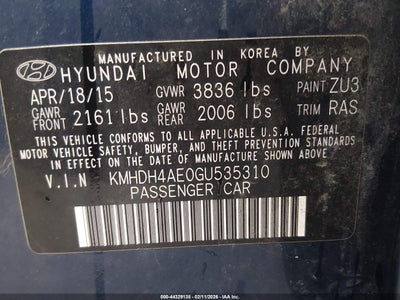 MANUFACTURED IN KOREA BY
HYUNDAI MOTOR COMPANY
APR/18/15 GVWR 3836 lbs PAINT ZU3
GAWR FRONT 2161 lbs GAWR REAR 2006 lbs TRIM RAS
THIS VEHICLE CONFORMS TO ALL APPLICABLE U.S.A. FEDERAL
MOTOR VEHICLE SAFETY, BUMPER, AND THEFT PREVENTION STANDARDS
IN EFFECT ON THE DATE OF MANUFACTURE SHOWN ABOVE.
V.I.N KMHDH4AE0GU535310
PASSENGER CAR
000-44329135 - 02/11/2026 - IAAI